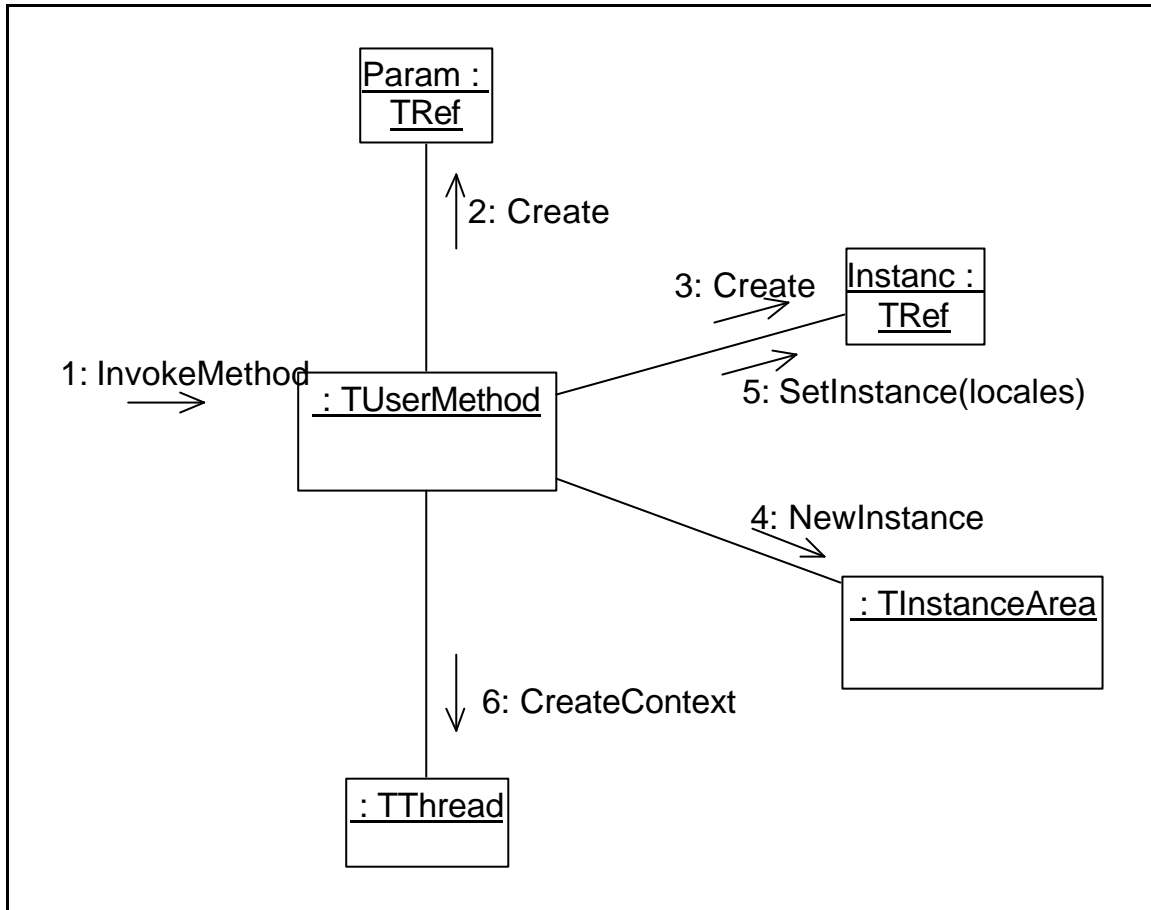 Param :
TRef
2: Create
3: Create
Instanc :
TRef
1: InvokeMethod
: TUserMethod
5: SetInstance(locales)
4: NewInstance
: TInstanceArea
6: CreateContext
: TThread